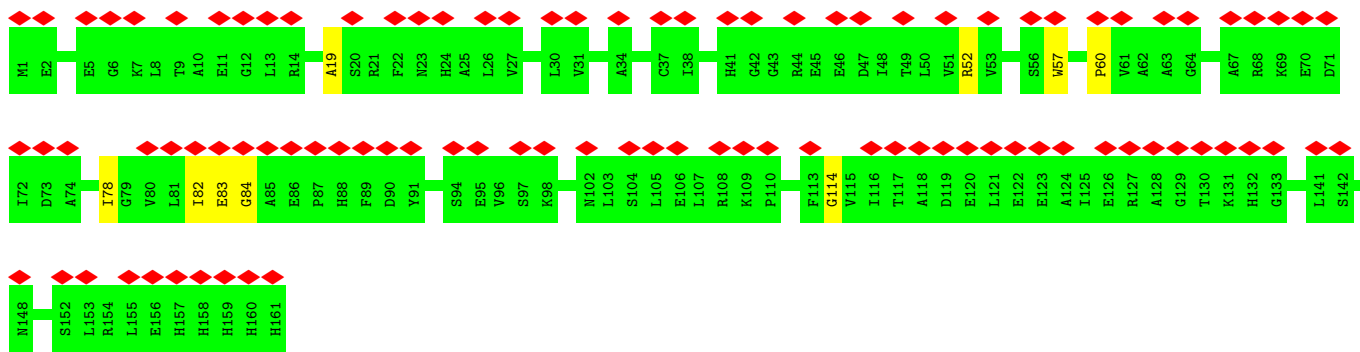 M1 E2 E5 G6 K7 L8 T9 A10 E11 G12 L13 R14 A19 S20 R21 F22 N23 H24 A25 L26 V27 L30 V31 A34 C37 I38 H41 G42 G43 R44 E45 E46 D47 I48 T49 L50 V51 R52 V53 S56 W57 P60 V61 A62 A63 G64 A67 R68 K69 E70 D71
I72 D73 A74 I78 G79 V80 L81 I82 E83 G84 A85 E86 P87 H88 F89 D90 Y91 S94 E95 V96 S97 K98 N102 L103 S104 L105 E106 L107 R108 K109 P110 F113 G114 V115 I116 T117 A118 D119 E120 L121 E122 E123 A124 I125 E126 R127 A128 G129 T130 K131 H132 G133 L141 S142
N148 S152 L153 R154 L155 E156 H157 H158 H159 H160 H161